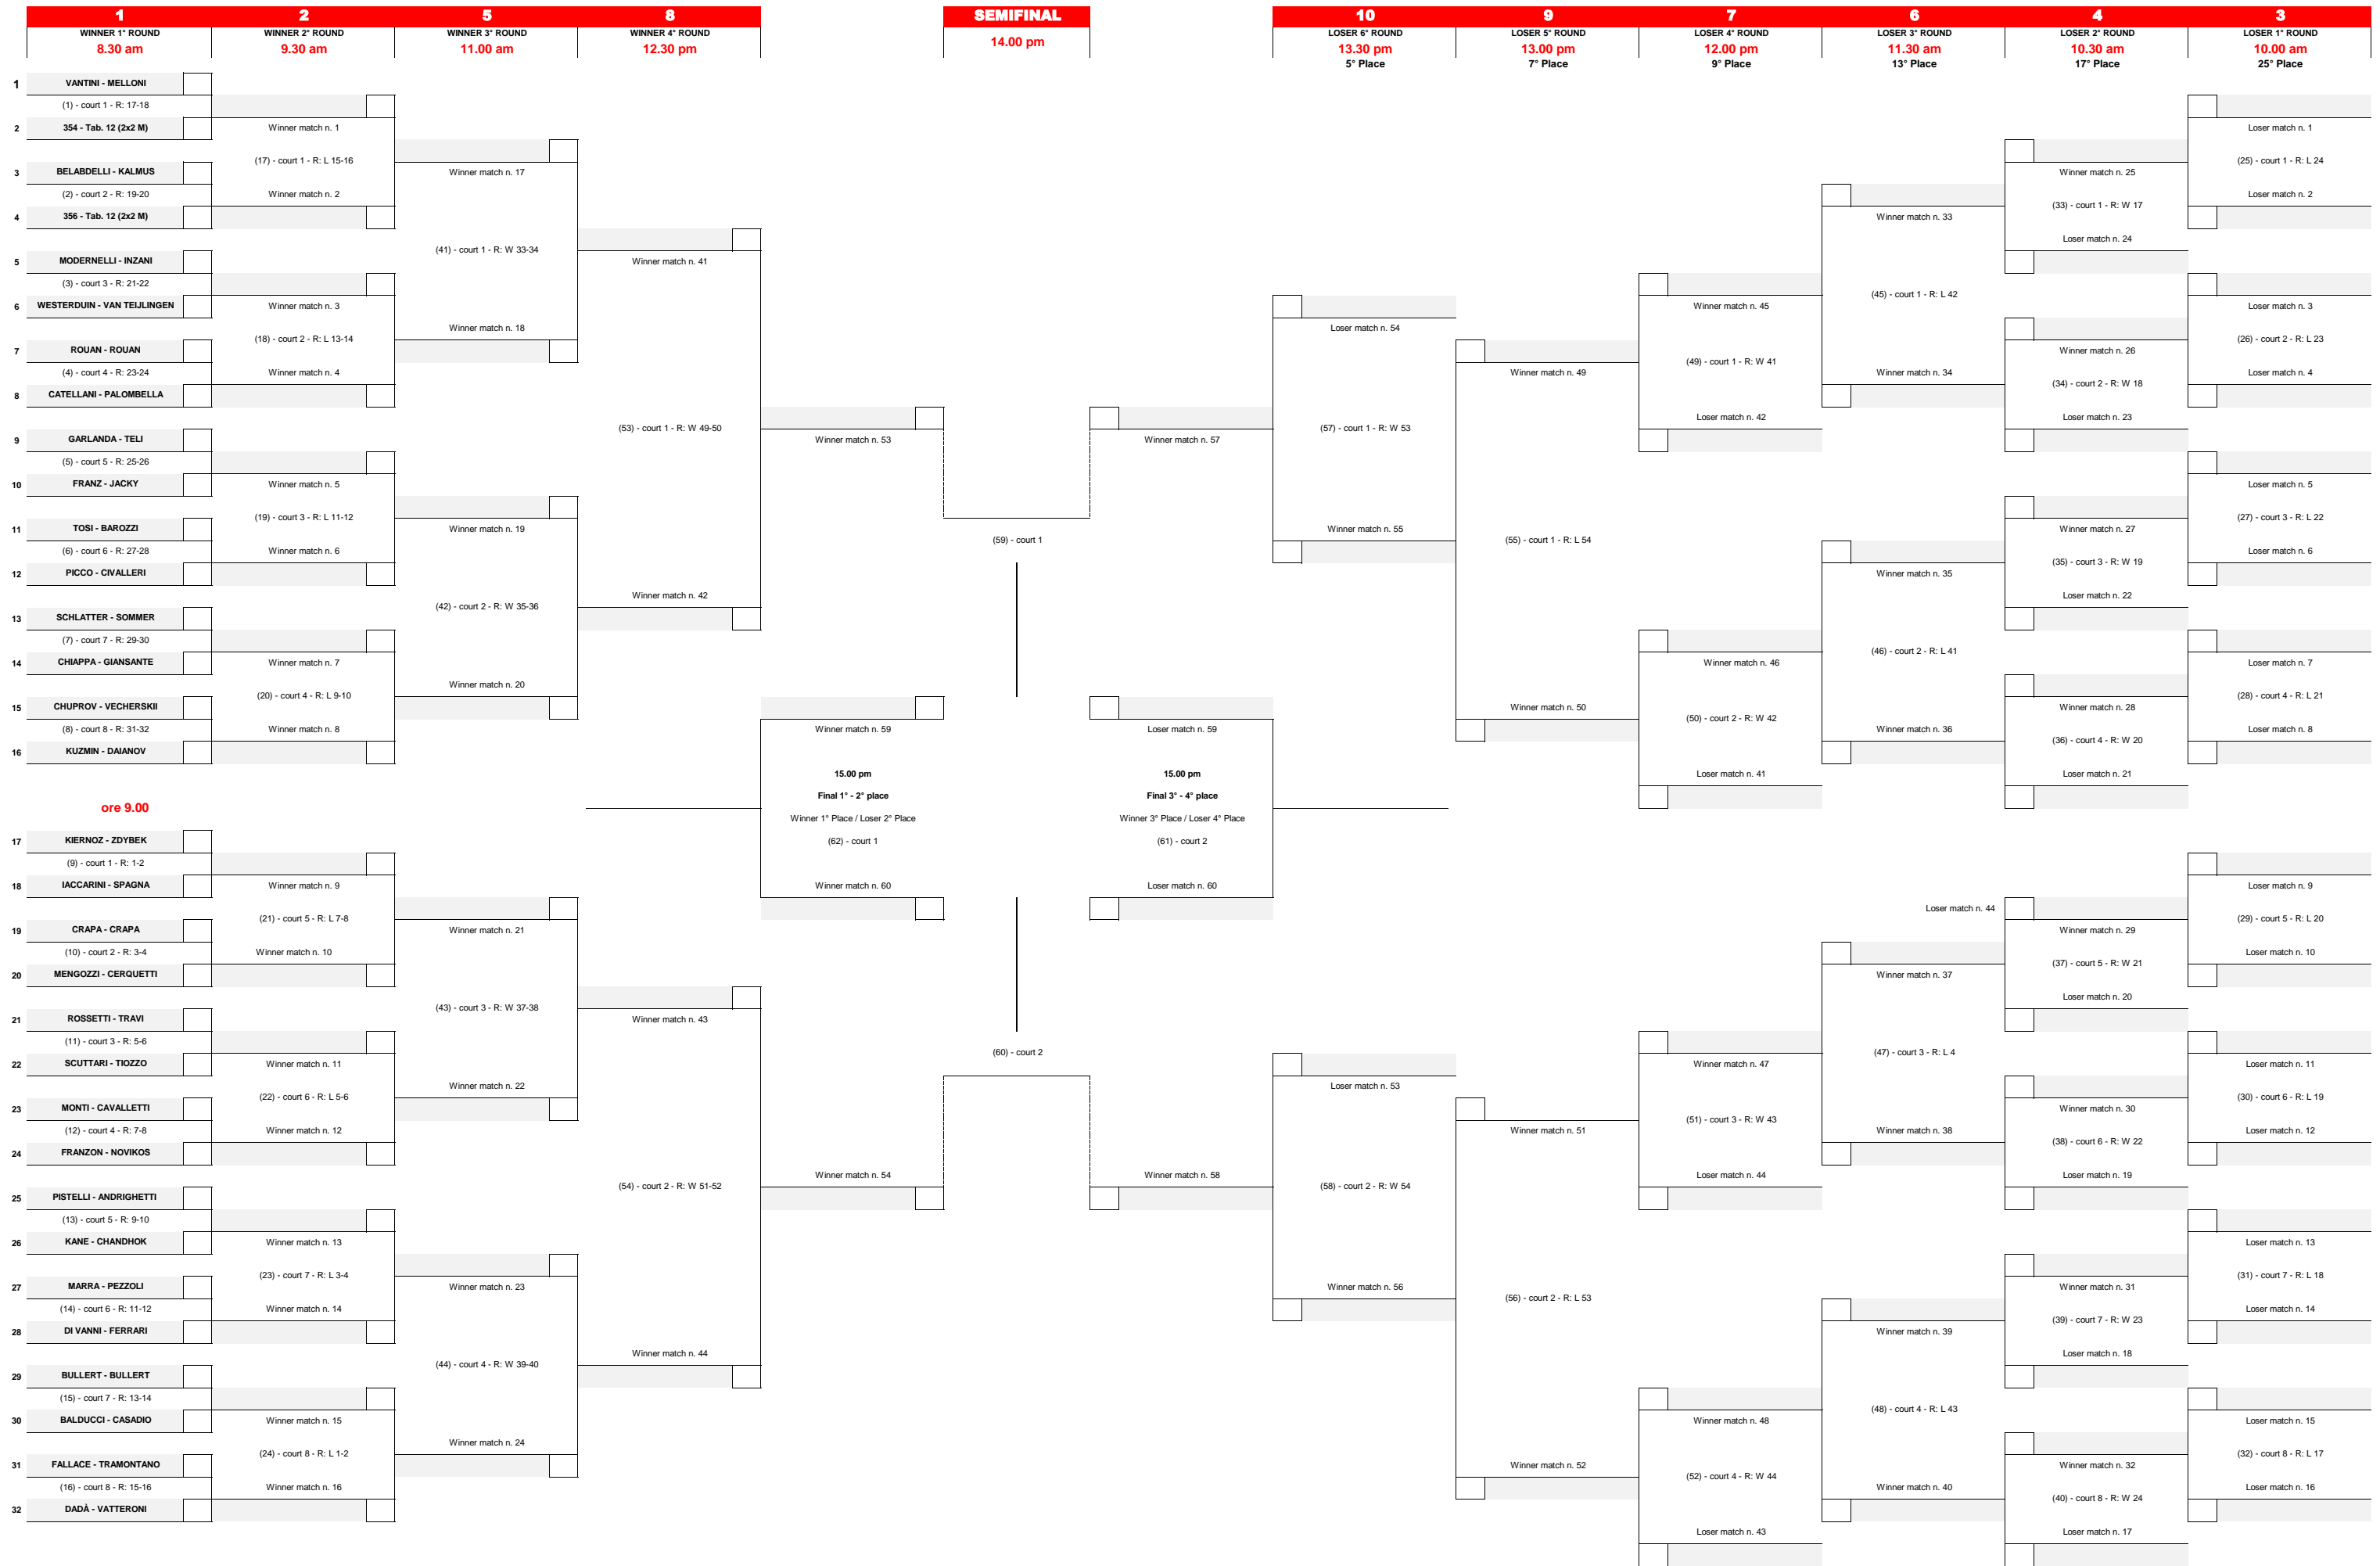 1
WINNER 1° ROUND
8.30 am
2
WINNER 2° ROUND
9.30 am
5
WINNER 3° ROUND
11.00 am
8
WINNER 4° ROUND
12.30 pm
SEMIFINAL
14.00 pm
10
LOSER 6° ROUND
13.30 pm
5° Place
9
LOSER 5° ROUND
13.00 pm
7° Place
7
LOSER 4° ROUND
12.00 pm
9° Place
6
LOSER 3° ROUND
11.30 am
13° Place
4
LOSER 2° ROUND
10.30 am
17° Place
3
LOSER 1° ROUND
10.00 am
25° Place
1 VANTINI - MELLONI
(1) - court 1 - R: 17-18
2 354 - Tab. 12 (2x2 M)
3 BELABDELLI - KALMUS
(2) - court 2 - R: 19-20
4 356 - Tab. 12 (2x2 M)
5 MODERNELLI - INZANI
(3) - court 3 - R: 21-22
6 WESTERDUIN - VAN TEIJLINGEN
7 ROUAN - ROUAN
(4) - court 4 - R: 23-24
8 CATELLANI - PALOMBELLA
9 GARLANDA - TELI
(5) - court 5 - R: 25-26
10 FRANZ - JACKY
11 TOSI - BAROZZI
(6) - court 6 - R: 27-28
12 PICCO - CIVALLERI
13 SCHLATTER - SOMMER
(7) - court 7 - R: 29-30
14 CHIAPPA - GIANSANTE
15 CHUPROV - VECHERSKII
(8) - court 8 - R: 31-32
16 KUZMIN - DAIANOV
ore 9.00
17 KIERNOZ - ZDYBEK
(9) - court 1 - R: 1-2
18 IACCARINI - SPAGNA
19 CRAPA - CRAPA
(10) - court 2 - R: 3-4
20 MENGOZZI - CERQUETTI
21 ROSSETTI - TRAVI
(11) - court 3 - R: 5-6
22 SCUTTARI - TIOZZO
23 MONTI - CAVALLETTI
(12) - court 4 - R: 7-8
24 FRANZON - NOVIKOS
25 PISTELLI - ANDRIGHETTI
(13) - court 5 - R: 9-10
26 KANE - CHANDHOK
27 MARRA - PEZZOLI
(14) - court 6 - R: 11-12
28 DI VANNI - FERRARI
29 BULLERT - BULLERT
(15) - court 7 - R: 13-14
30 BALDUCCI - CASADIO
31 FALLACE - TRAMONTANO
(16) - court 8 - R: 15-16
32 DADÀ - VATTERONI
Winner match n. 1
(17) - court 1 - R: L 15-16
Winner match n. 2
Winner match n. 3
(18) - court 2 - R: L 13-14
Winner match n. 4
Winner match n. 5
(19) - court 3 - R: L 11-12
Winner match n. 6
Winner match n. 7
(20) - court 4 - R: L 9-10
Winner match n. 8
Winner match n. 9
(21) - court 5 - R: L 7-8
Winner match n. 10
Winner match n. 11
(22) - court 6 - R: L 5-6
Winner match n. 12
Winner match n. 13
(23) - court 7 - R: L 3-4
Winner match n. 14
Winner match n. 15
(24) - court 8 - R: L 1-2
Winner match n. 16
Winner match n. 17
(41) - court 1 - R: W 33-34
Winner match n. 18
Winner match n. 19
(42) - court 2 - R: W 35-36
Winner match n. 20
Winner match n. 21
(43) - court 3 - R: W 37-38
Winner match n. 22
Winner match n. 23
(44) - court 4 - R: W 39-40
Winner match n. 24
Winner match n. 41
(53) - court 1 - R: W 49-50
Winner match n. 42
Winner match n. 43
(54) - court 2 - R: W 51-52
Winner match n. 44
Winner match n. 53
Winner match n. 59
15.00 pm
Final 1° - 2° place
Winner 1° Place / Loser 2° Place
(62) - court 1
Winner match n. 60
Winner match n. 54
(59) - court 1
(60) - court 2
Winner match n. 57
Loser match n. 59
15.00 pm
Final 3° - 4° place
Winner 3° Place / Loser 4° Place
(61) - court 2
Loser match n. 60
Winner match n. 58
Loser match n. 54
(57) - court 1 - R: W 53
Winner match n. 55
Loser match n. 53
(58) - court 2 - R: W 54
Winner match n. 56
Winner match n. 49
(55) - court 1 - R: L 54
Winner match n. 50
Winner match n. 51
(56) - court 2 - R: L 53
Winner match n. 52
Winner match n. 45
(49) - court 1 - R: W 41
Loser match n. 42
Winner match n. 46
(50) - court 2 - R: W 42
Loser match n. 41
Winner match n. 47
(51) - court 3 - R: W 43
Loser match n. 44
Winner match n. 48
(52) - court 4 - R: W 44
Loser match n. 43
Winner match n. 33
(45) - court 1 - R: L 42
Winner match n. 34
Winner match n. 35
(46) - court 2 - R: L 41
Winner match n. 36
Loser match n. 44
Winner match n. 37
(47) - court 3 - R: L 4
Winner match n. 38
Winner match n. 39
(48) - court 4 - R: L 43
Winner match n. 40
Winner match n. 25
(33) - court 1 - R: W 17
Loser match n. 24
Winner match n. 26
(34) - court 2 - R: W 18
Loser match n. 23
Winner match n. 27
(35) - court 3 - R: W 19
Loser match n. 22
Winner match n. 28
(36) - court 4 - R: W 20
Loser match n. 21
Winner match n. 29
(37) - court 5 - R: W 21
Loser match n. 20
Winner match n. 30
(38) - court 6 - R: W 22
Loser match n. 19
Winner match n. 31
(39) - court 7 - R: W 23
Loser match n. 18
Winner match n. 32
(40) - court 8 - R: W 24
Loser match n. 17
Loser match n. 1
(25) - court 1 - R: L 24
Loser match n. 2
Loser match n. 3
(26) - court 2 - R: L 23
Loser match n. 4
Loser match n. 5
(27) - court 3 - R: L 22
Loser match n. 6
Loser match n. 7
(28) - court 4 - R: L 21
Loser match n. 8
Loser match n. 9
(29) - court 5 - R: L 20
Loser match n. 10
Loser match n. 11
(30) - court 6 - R: L 19
Loser match n. 12
Loser match n. 13
(31) - court 7 - R: L 18
Loser match n. 14
Loser match n. 15
(32) - court 8 - R: L 17
Loser match n. 16